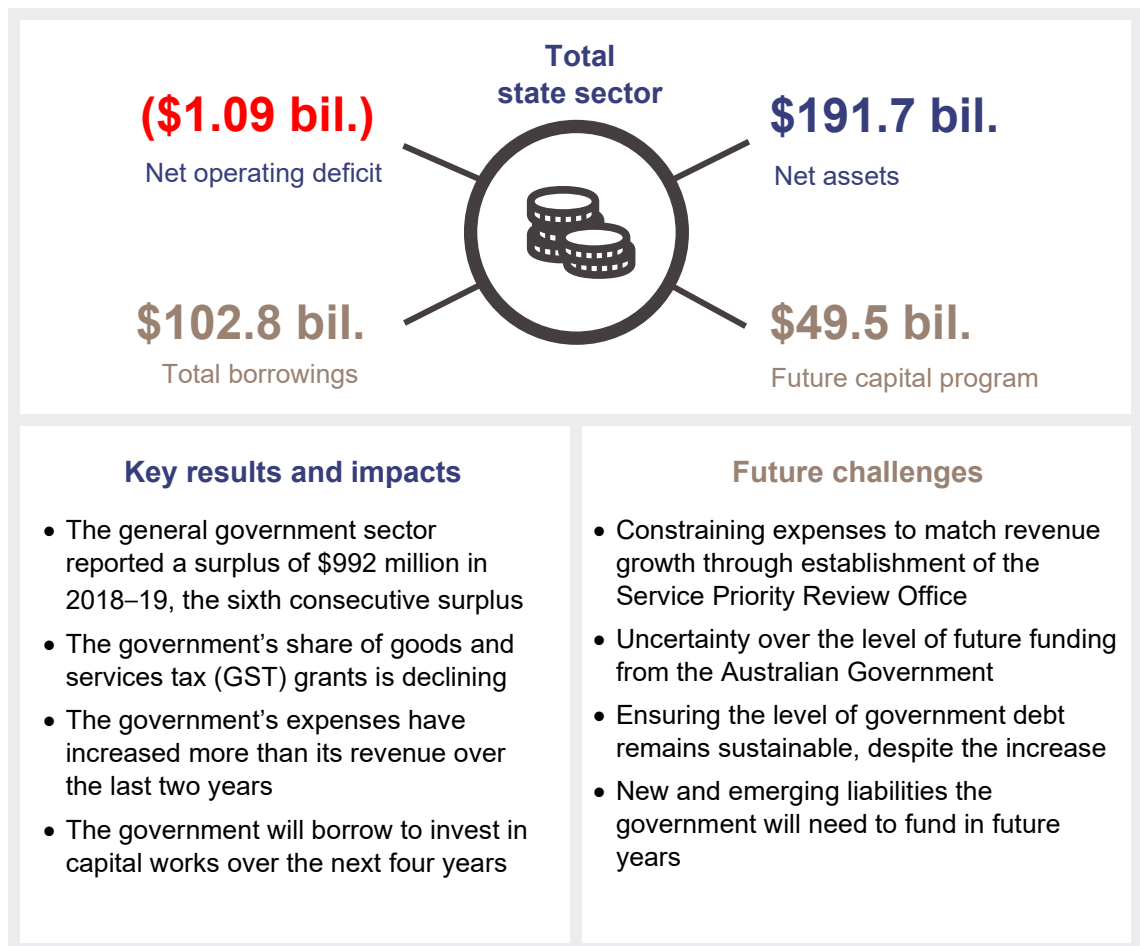 Total
state sector
($1.09 bil.)
Net operating deficit
$191.7 bil.
Net assets
$102.8 bil.
Total borrowings
$49.5 bil.
Future capital program
Key results and impacts
• The general government sector
reported a surplus of $992 million in
2018–19, the sixth consecutive surplus
• The government’s share of goods and
services tax (GST) grants is declining
• The government’s expenses have
increased more than its revenue over
the last two years
• The government will borrow to invest in
capital works over the next four years
Future challenges
• Constraining expenses to match revenue
growth through establishment of the
Service Priority Review Office
• Uncertainty over the level of future funding
from the Australian Government
• Ensuring the level of government debt
remains sustainable, despite the increase
• New and emerging liabilities the
government will need to fund in future
years